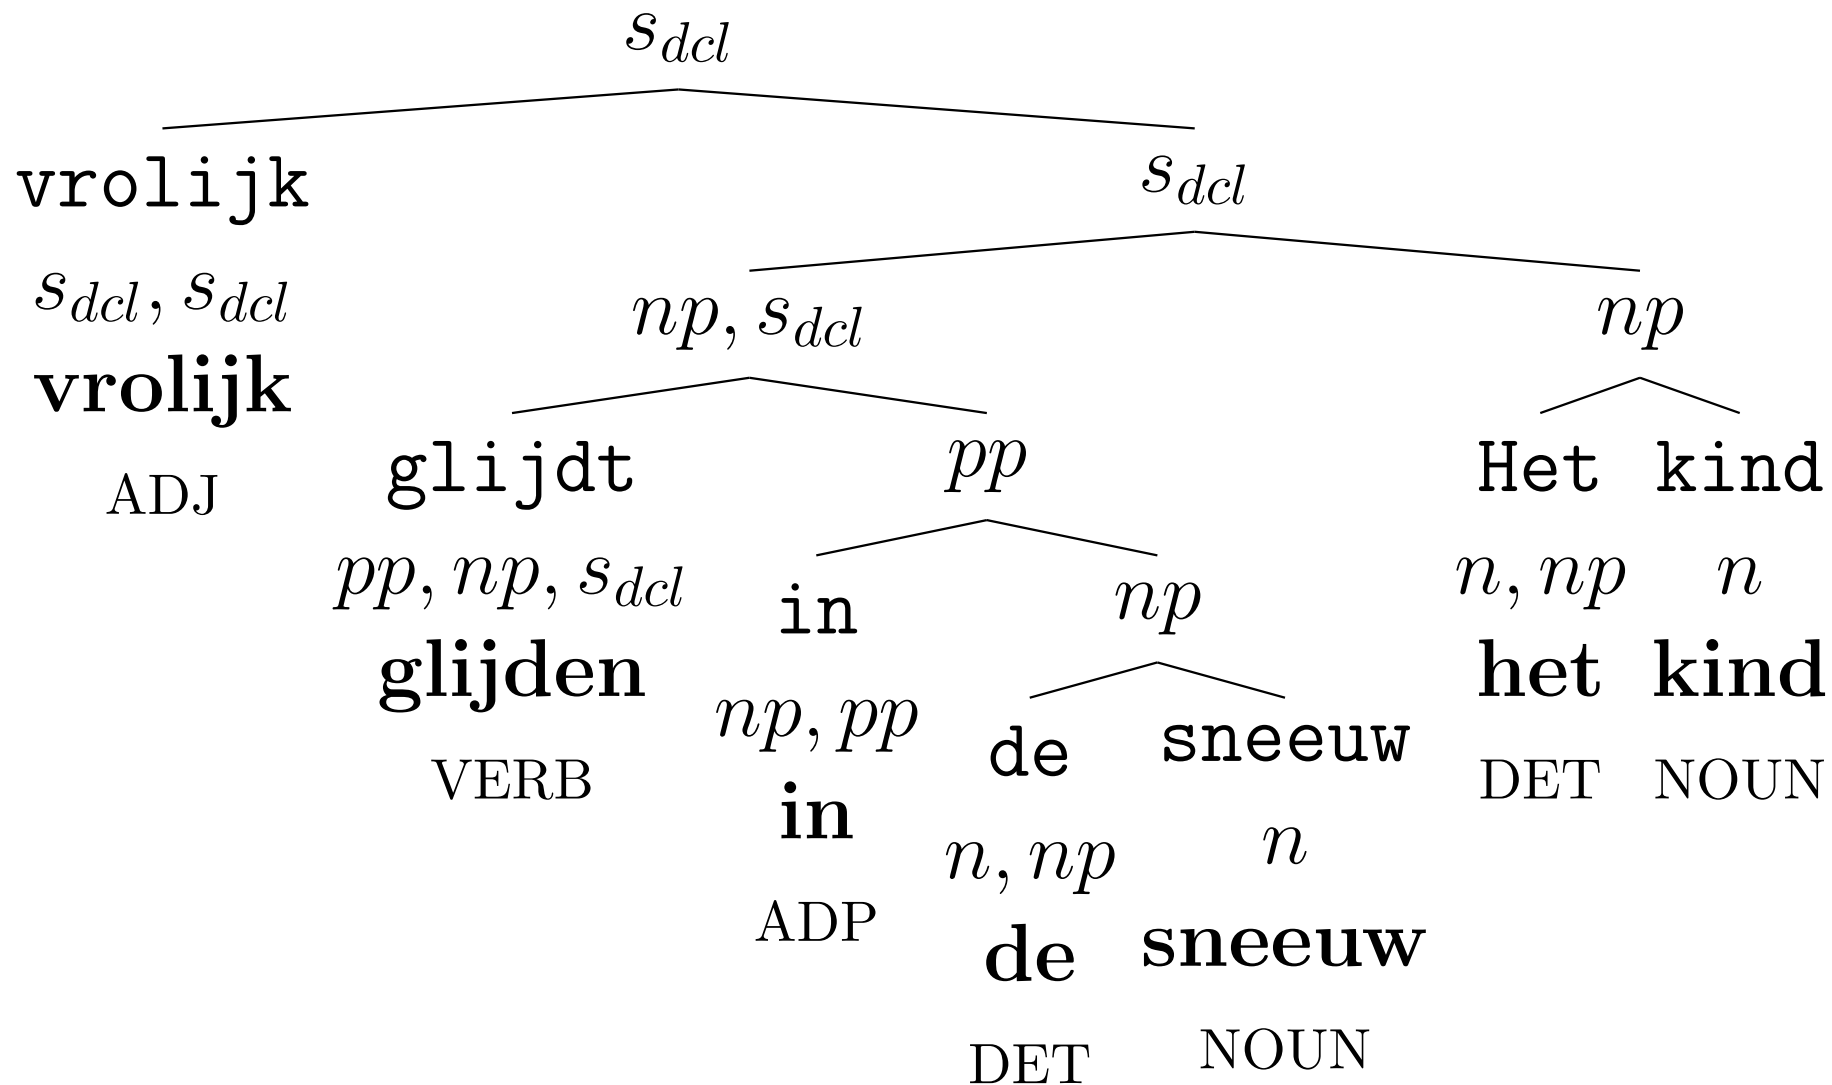 s_dcl
vrolijk
s_dcl, s_dcl
vrolijk
ADJ
s_dcl
np, s_dcl
glijdt
pp, np, s_dcl
glijden
VERB
pp
in
np, pp
in
ADP
np
de
n, np
de
DET
sneeuw
n
sneeuw
NOUN
np
Het
n, np
het
DET
kind
n
kind
NOUN